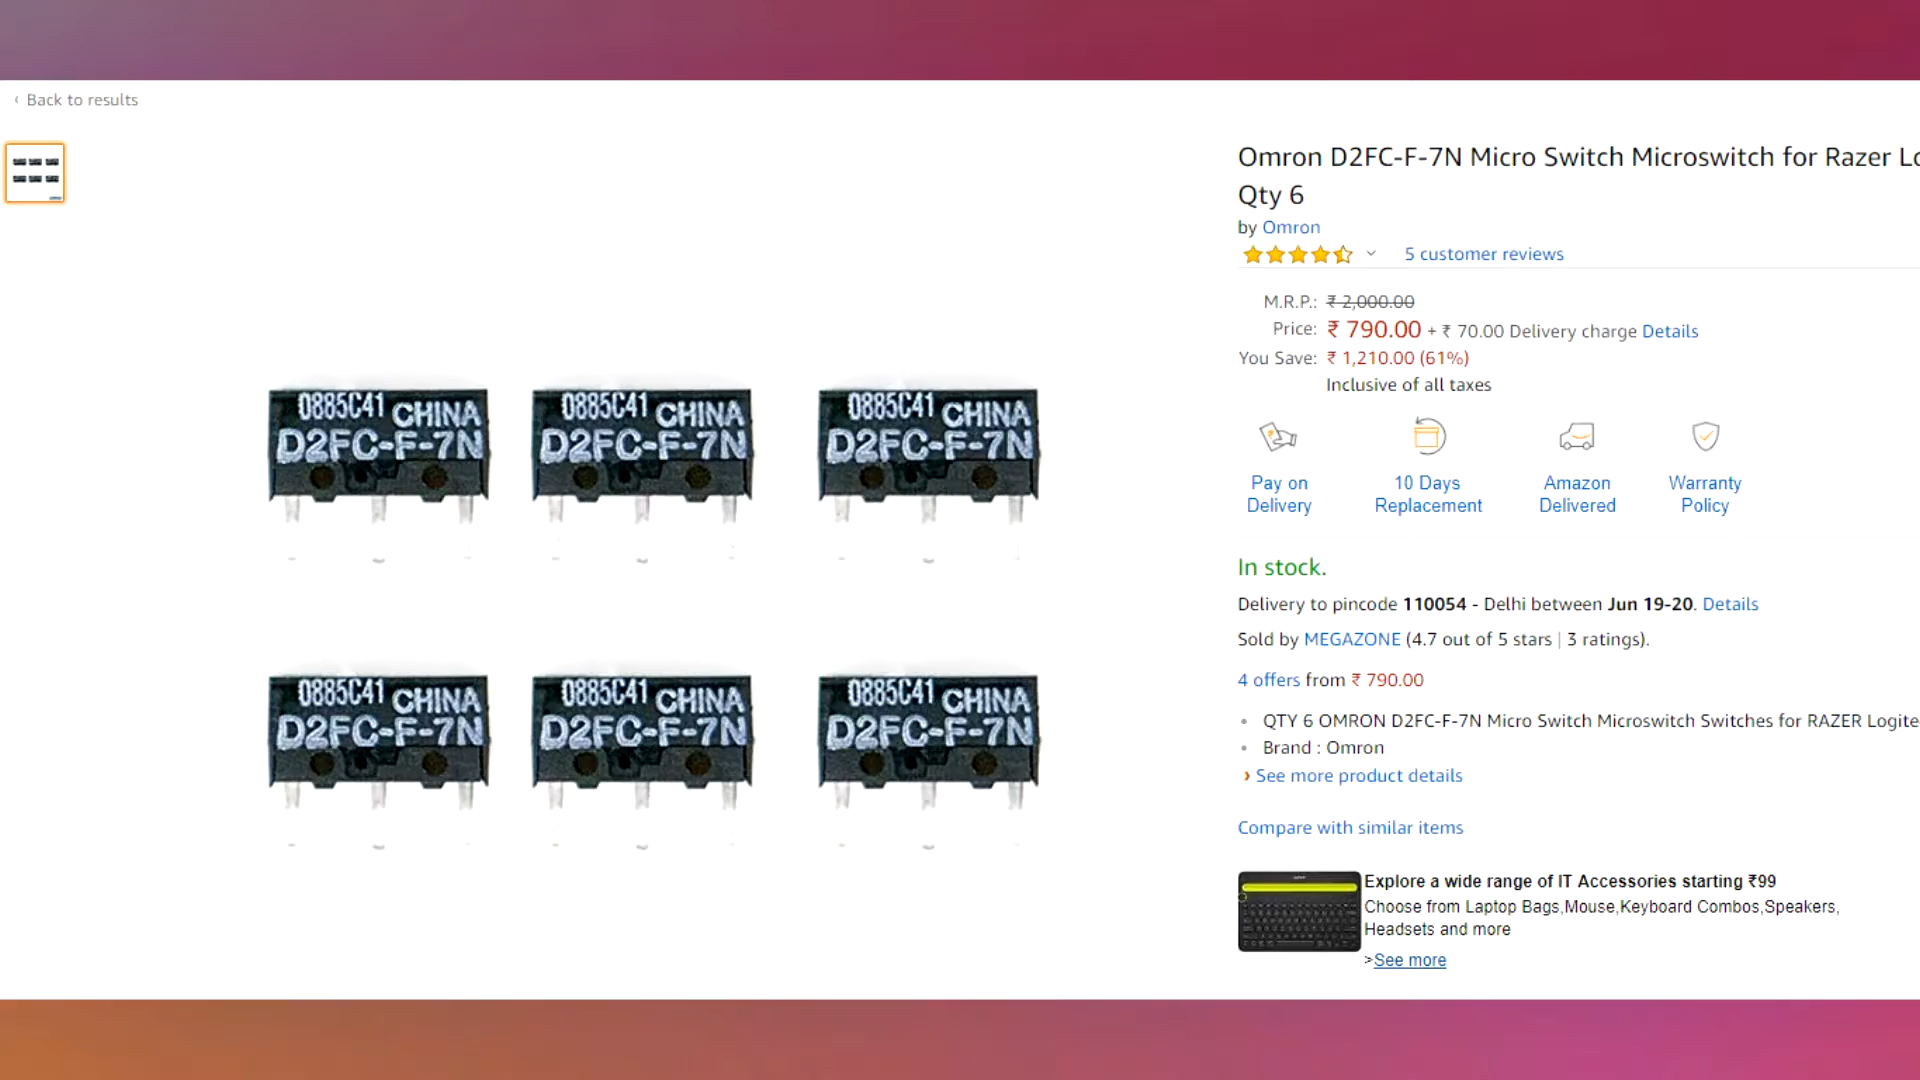 ‹ Back to results
Omron D2FC-F-7N Micro Switch Microswitch for Razer Lo
Qty 6
by Omron
5 customer reviews
M.R.P.: ₹ 2,000.00
Price: ₹ 790.00 + ₹ 70.00 Delivery charge Details
You Save: ₹ 1,210.00 (61%)
Inclusive of all taxes
Pay on
Delivery
10 Days
Replacement
Amazon
Delivered
Warranty
Policy
In stock.
Delivery to pincode 110054 - Delhi between Jun 19-20. Details
Sold by MEGAZONE (4.7 out of 5 stars | 3 ratings).
4 offers from ₹ 790.00
• QTY 6 OMRON D2FC-F-7N Micro Switch Microswitch Switches for RAZER Logite
• Brand : Omron
› See more product details
Compare with similar items
Explore a wide range of IT Accessories starting ₹99
Choose from Laptop Bags,Mouse,Keyboard Combos,Speakers,
Headsets and more
>See more
0885C41 CHINA
D2FC-F-7N
0885C41 CHINA
D2FC-F-7N
0885C41 CHINA
D2FC-F-7N
0885C41 CHINA
D2FC-F-7N
0885C41 CHINA
D2FC-F-7N
0885C41 CHINA
D2FC-F-7N